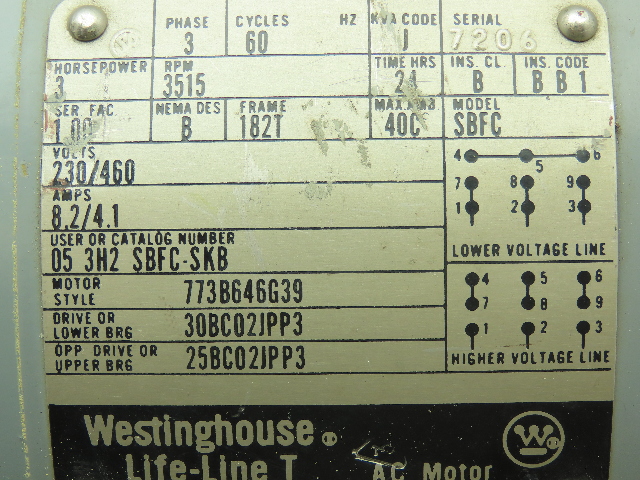 PHASE CYCLES HZ KVA CODE SERIAL
3 60 J 7206
HORSEPOWER RPM TIME HRS INS. CL INS. CODE
3 3515 24 B B B 1
SER FAC NEMA DES FRAME MAX AMB MODEL
1.00 B 182T 40C SBFC
VOLTS
230/460
AMPS
8.2/4.1
USER OR CATALOG NUMBER
05 3H2 SBFC-SKB
MOTOR STYLE 773B646G39
DRIVE OR LOWER BRG 30BC02JPP3
OPP DRIVE OR UPPER BRG 25BC02JPP3
4 5 6
7 8 9
1 2 3
LOWER VOLTAGE LINE
4 5 6
7 8 9
1 2 3
HIGHER VOLTAGE LINE
Westinghouse ® W
Life-Line T AC Motor